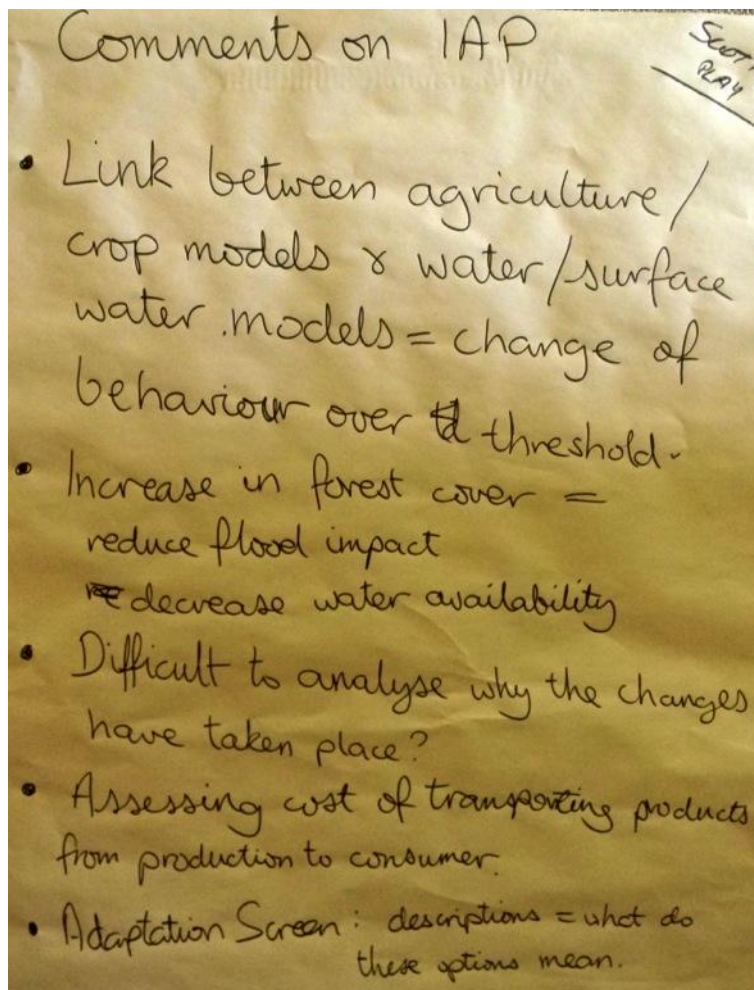 Comments on IAP
SCOT
PLAY
• Link between agriculture/
crop models & water/surface
water models = change of
behaviour over threshold.
• Increase in forest cover =
reduce flood impact
decrease water availability
• Difficult to analyse why the changes
have taken place?
• Assessing cost of transporting products
from production to consumer.
• Adaptation Screen: descriptions = what do
these options mean.